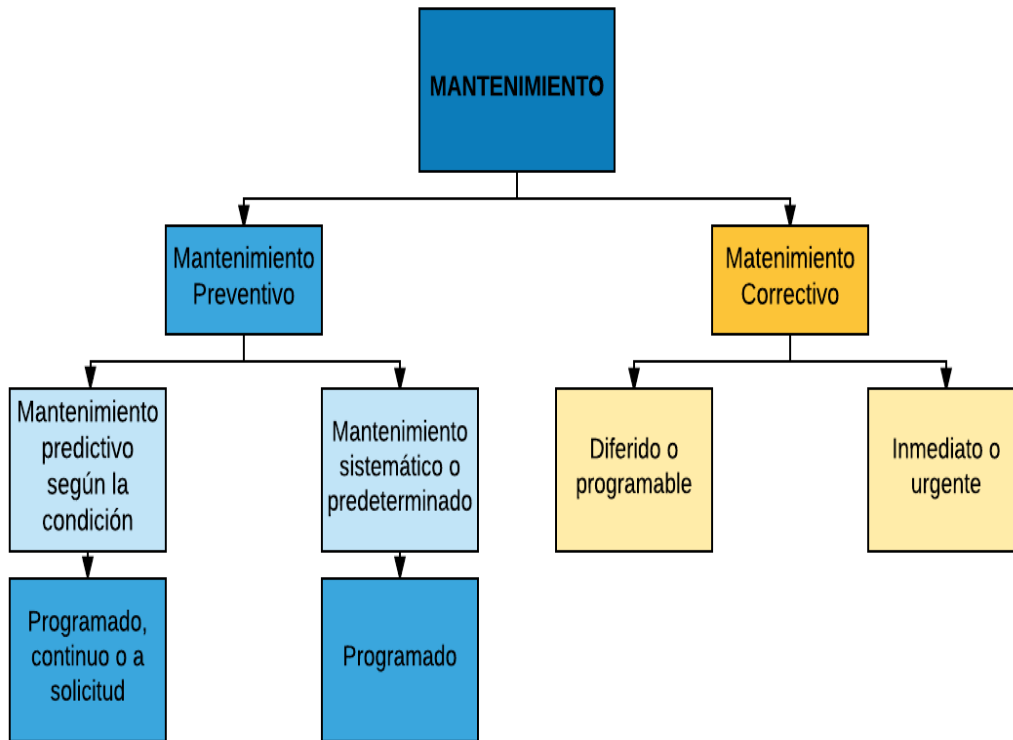 MANTENIMIENTO
Mantenimiento
Preventivo
Matenimiento
Correctivo
Mantenimiento
predictivo
según la
condición
Mantenimiento
sistemático o
predeterminado
Diferido o
programable
Inmediato o
urgente
Programado,
continuo o a
solicitud
Programado